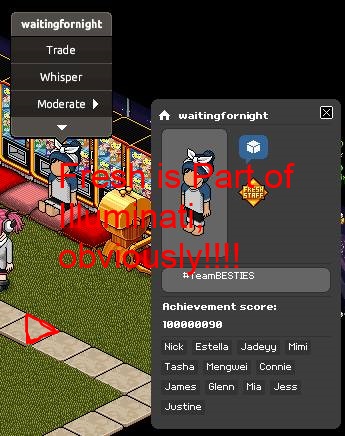 waitingfornight
Trade
Whisper
Moderate
waitingfornight
FRESH
STAFF
Fresh is Part of
Illuminati
obviously!!!!
#TeamBESTIES
Achievement score:
100000090
Nick Estella Jadeyy Mimi
Tasha Mengwei Connie
James Glenn Mia Jess
Justine